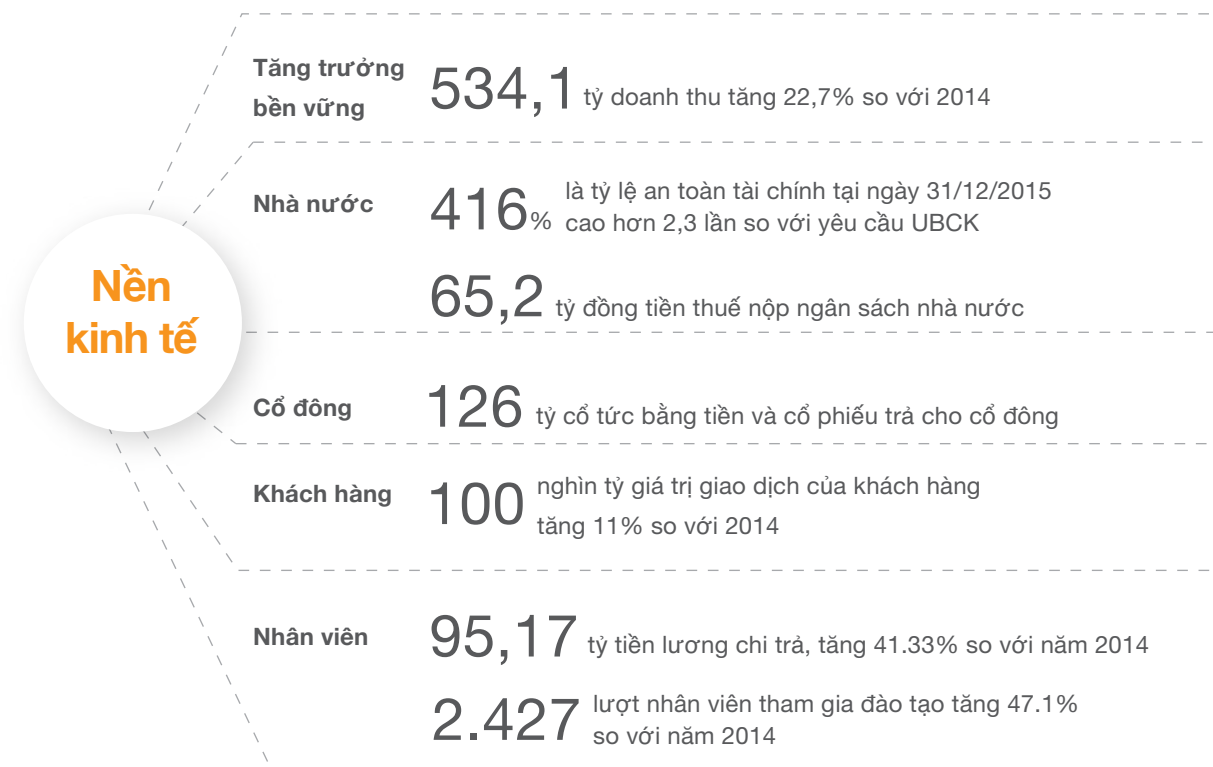 Nền
kinh tế
Tăng trưởng
bền vững
534,1 tỷ doanh thu tăng 22,7% so với 2014
Nhà nước
416% là tỷ lệ an toàn tài chính tại ngày 31/12/2015
cao hơn 2,3 lần so với yêu cầu UBCK
65,2 tỷ đồng tiền thuế nộp ngân sách nhà nước
Cổ đông
126 tỷ cổ tức bằng tiền và cổ phiếu trả cho cổ đông
Khách hàng
100 nghìn tỷ giá trị giao dịch của khách hàng
tăng 11% so với 2014
Nhân viên
95,17 tỷ tiền lương chi trả, tăng 41.33% so với năm 2014
2.427 lượt nhân viên tham gia đào tạo tăng 47.1%
so với năm 2014